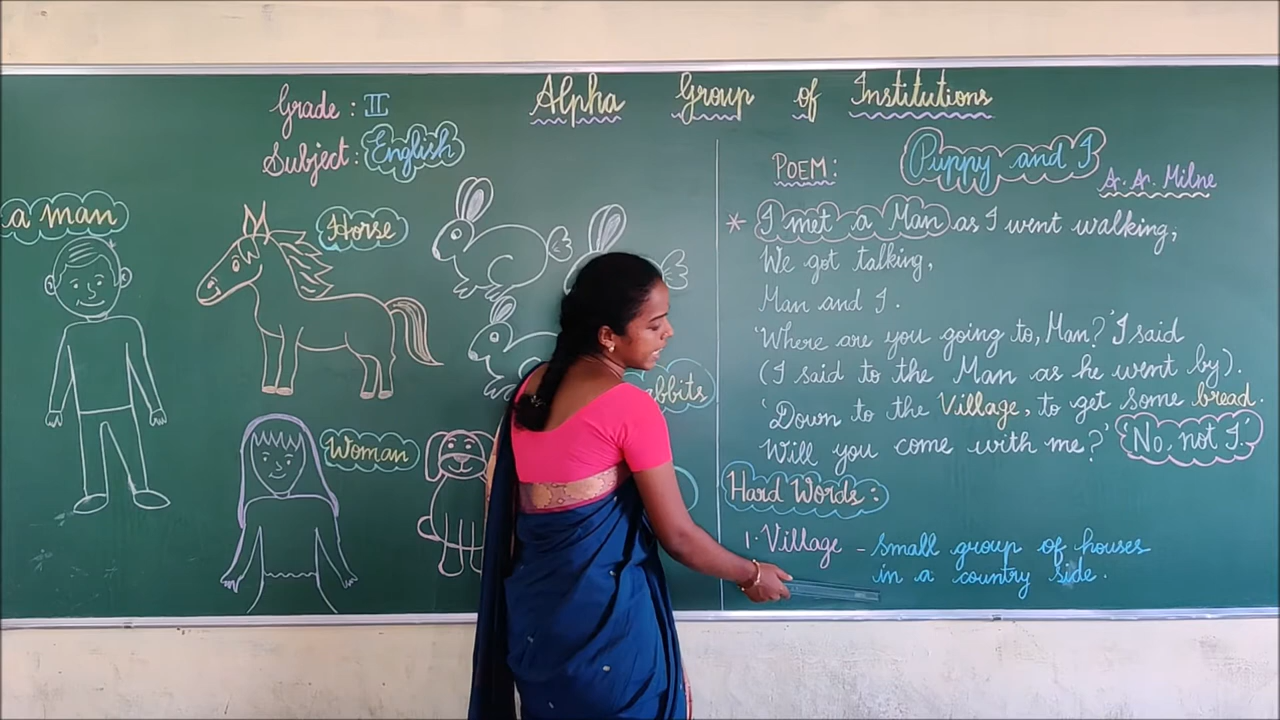 Alpha Group of Institutions
Grade : II
Subject : English
a man
Horse
Woman
POEM:
Puppy and I
A. A. Milne
* I met a Man as I went walking,
We got talking,
Man and I.
'Where are you going to, Man?' I said
(I said to the Man as he went by).
'Down to the Village, to get some bread.
Will you come with me?' 'No, not I.'
Hard Words:
1. Village - small group of houses
in a country side.